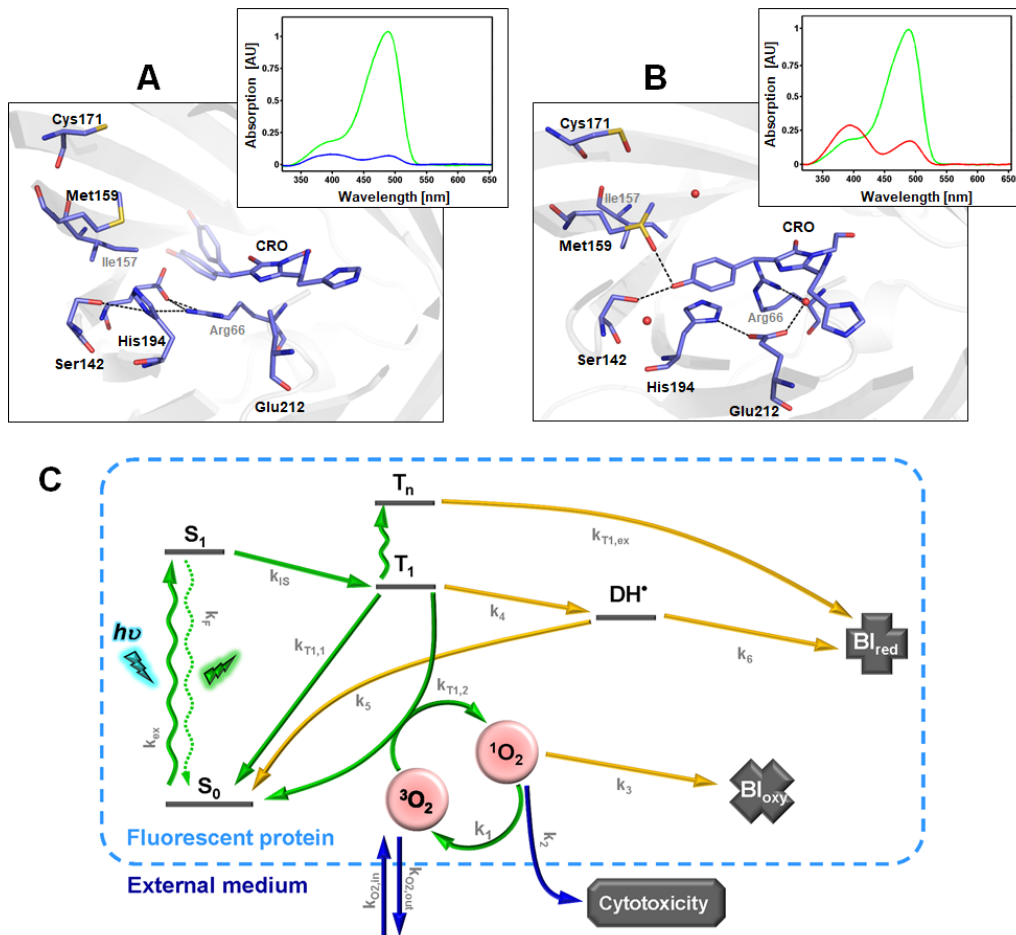 A
Absorption [AU]
1
0.75
0.5
0.25
0
350
400
450
500
550
600
650
Wavelength [nm]
Cys171
Met159
Ile157
CRO
Arg66
Ser142
His194
Glu212
B
Absorption [AU]
1
0.75
0.5
0.25
0
350
400
450
500
550
600
650
Wavelength [nm]
Cys171
Ile157
Met159
CRO
Arg66
Ser142
His194
Glu212
C
Tn
S1
T1
kIS
kT1,ex
DH•
k4
hυ
kF
kT1,1
k6
BIred
kT1,2
k5
kex
1O2
S0
3O2
k3
BIoxy
k1
k2
Fluorescent protein
External medium
kO2,in
kO2,out
Cytotoxicity